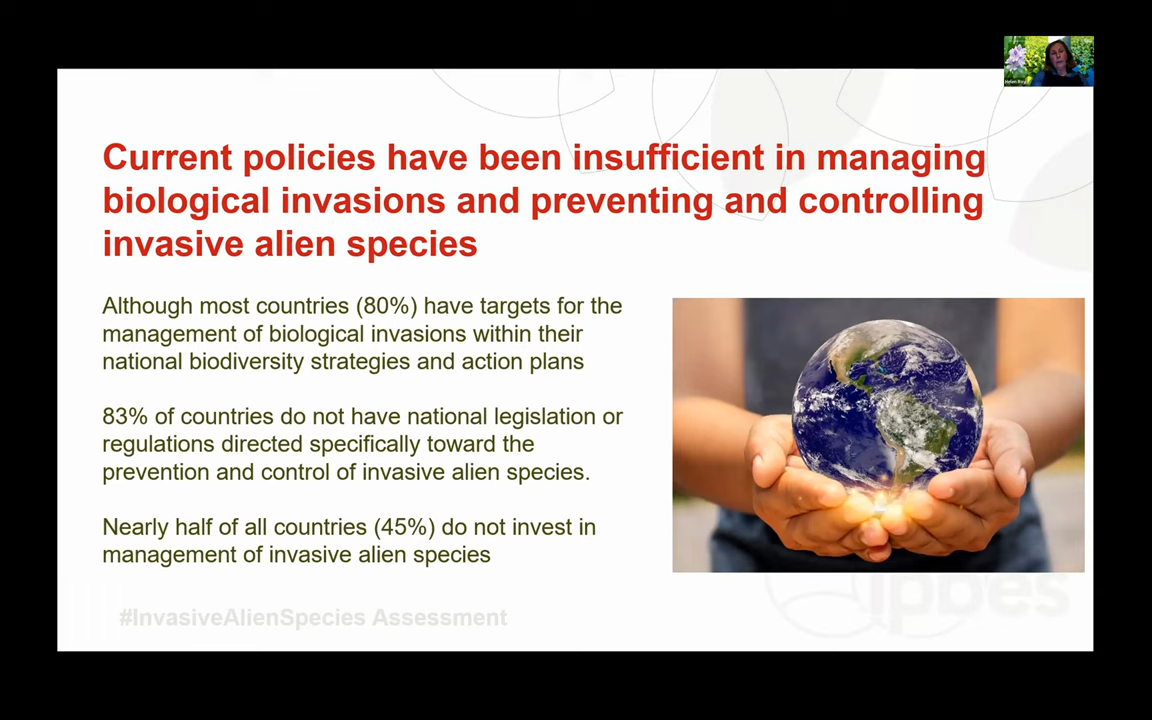 Helen Roy
Current policies have been insufficient in managing
biological invasions and preventing and controlling
invasive alien species
Although most countries (80%) have targets for the
management of biological invasions within their
national biodiversity strategies and action plans
83% of countries do not have national legislation or
regulations directed specifically toward the
prevention and control of invasive alien species.
Nearly half of all countries (45%) do not invest in
management of invasive alien species
#InvasiveAlienSpecies Assessment
ipbes